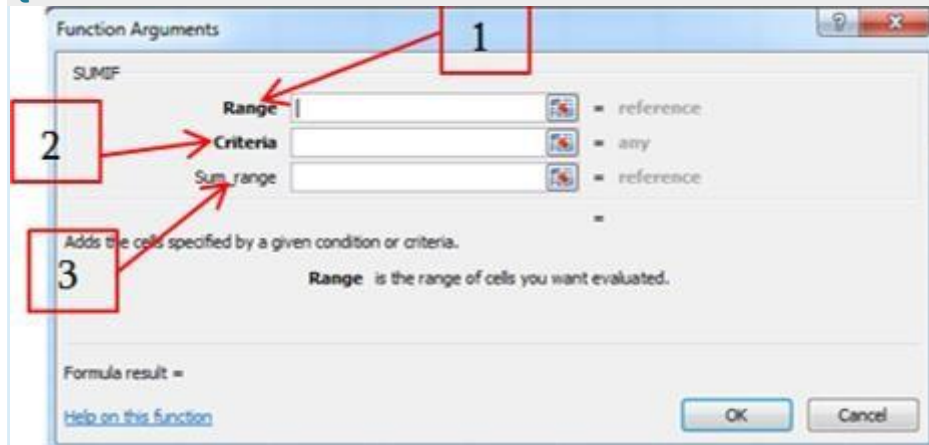 Function Arguments
1
SUMIF
Range = reference
2
Criteria = any
Sum_range = reference
=
Adds the cells specified by a given condition or criteria.
3
Range is the range of cells you want evaluated.
Formula result =
Help on this function
OK Cancel